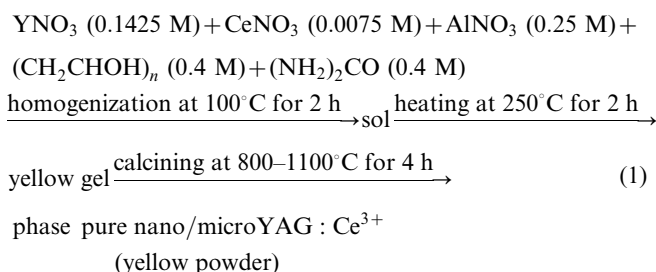 YNO₃ (0.1425 M)+CeNO₃ (0.0075 M)+AlNO₃ (0.25 M)+
(CH₂CHOH)ₙ (0.4 M)+(NH₂)₂CO (0.4 M)
homogenization at 100°C for 2 h → sol heating at 250°C for 2 h →
yellow gel calcining at 800–1100°C for 4 h → (1)
phase pure nano/microYAG : Ce³⁺
(yellow powder)